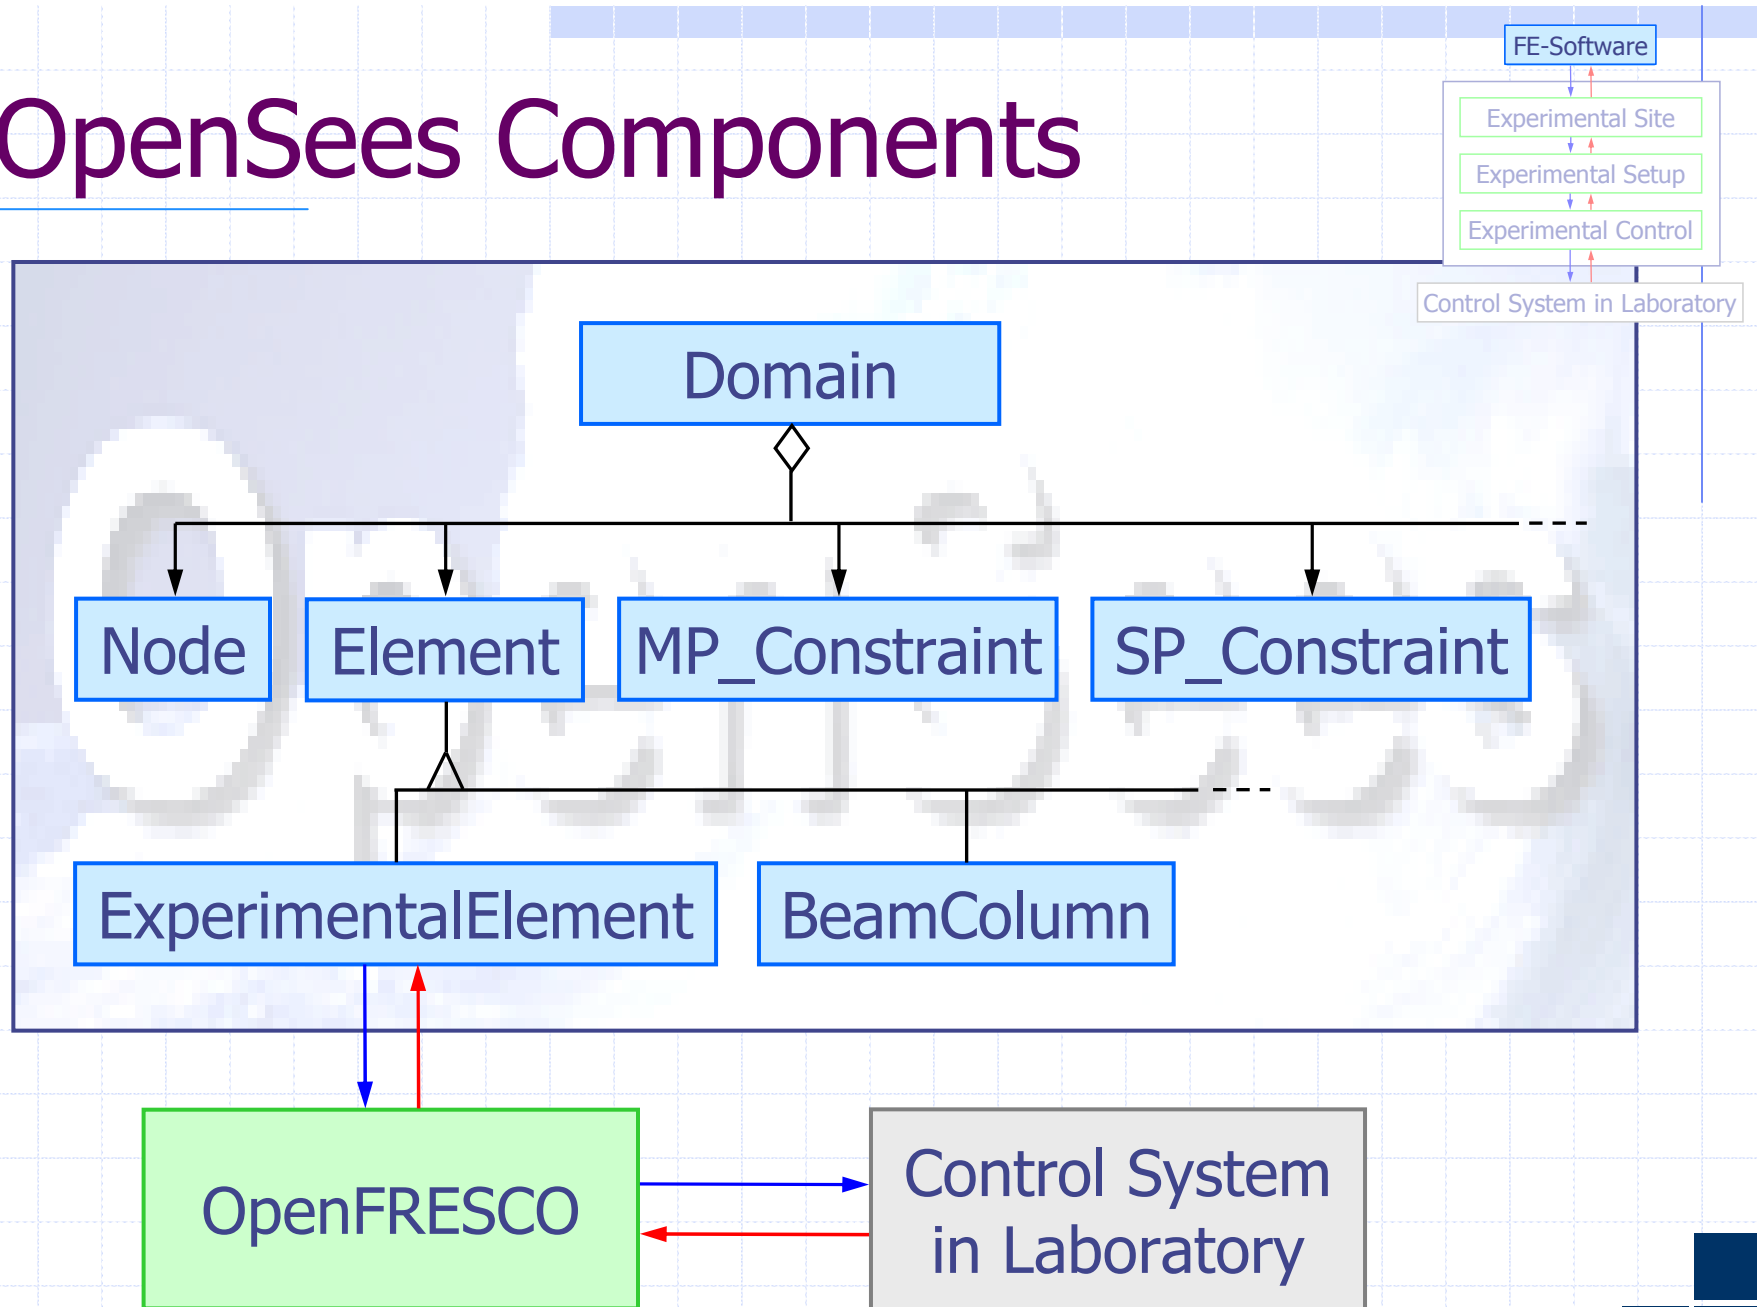 OpenSees Components
FE-Software
Experimental Site
Experimental Setup
Experimental Control
Control System in Laboratory
OpenSees
Domain
Node
Element
MP_Constraint
SP_Constraint
ExperimentalElement
BeamColumn
OpenFRESCO
Control System
in Laboratory